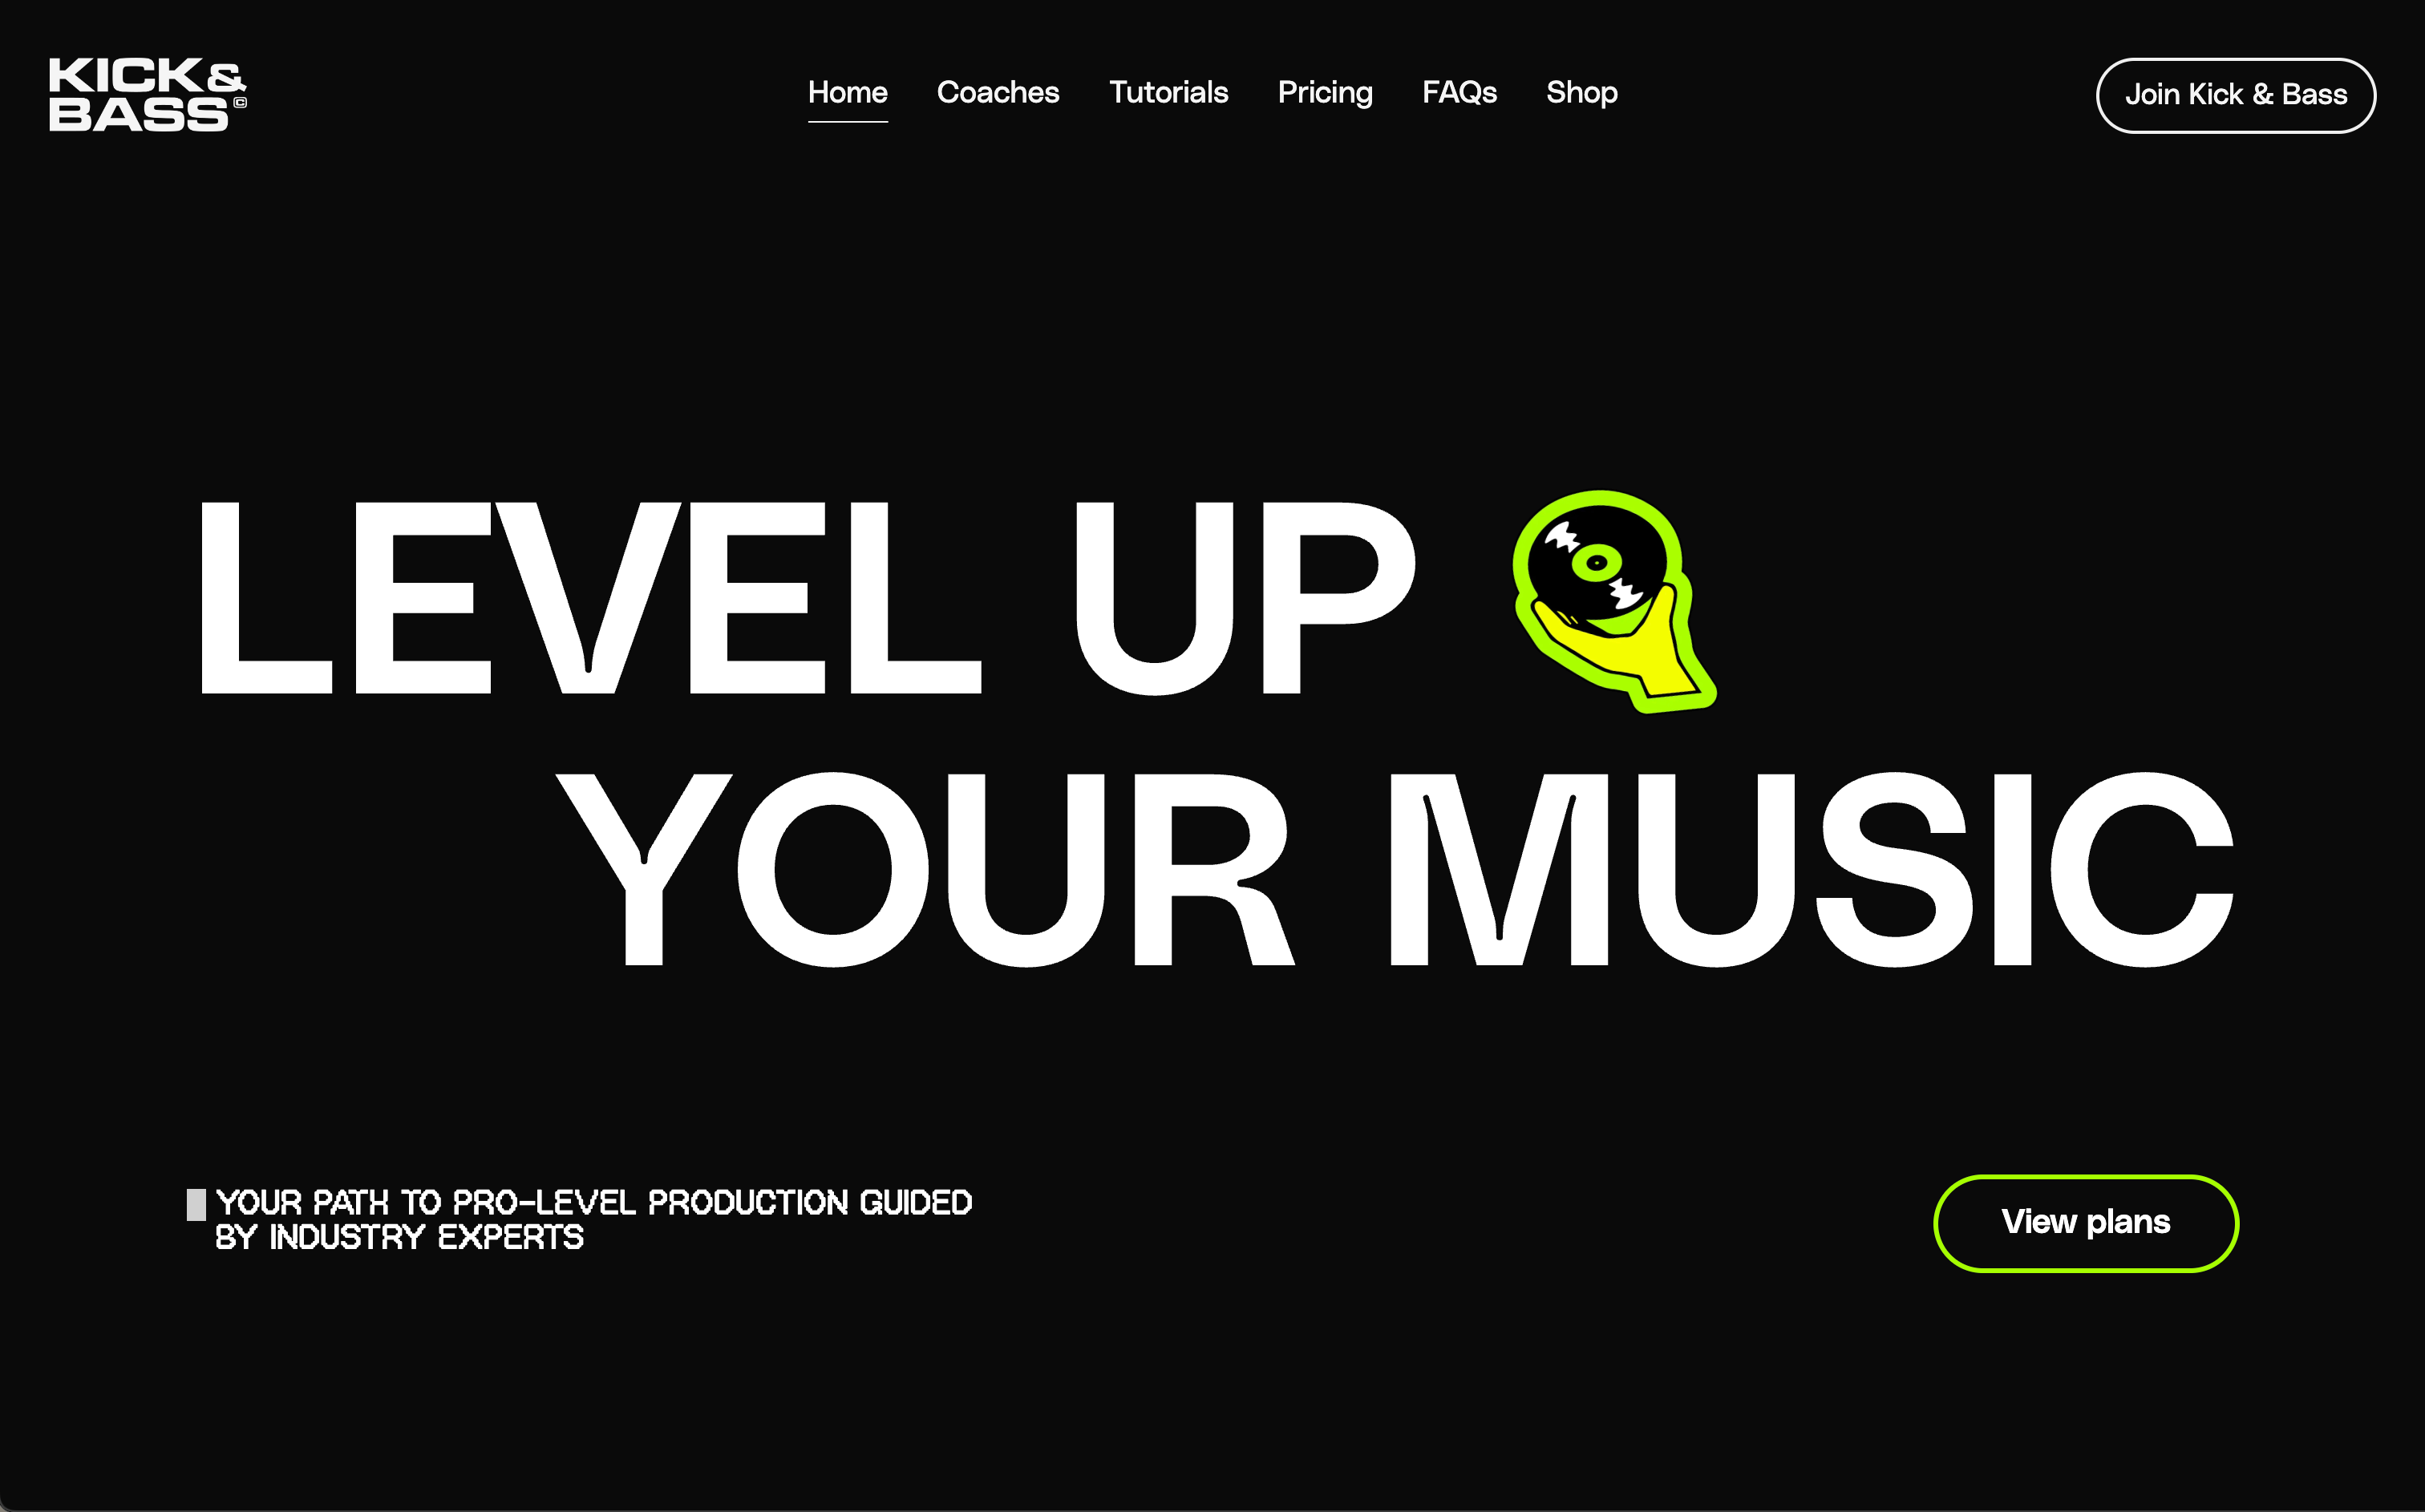 KICK&
BASS©
Home Coaches Tutorials Pricing FAQs Shop
Join Kick & Bass
LEVEL UP
YOUR MUSIC
YOUR PATH TO PRO-LEVEL PRODUCTION GUIDED
BY INDUSTRY EXPERTS
View plans